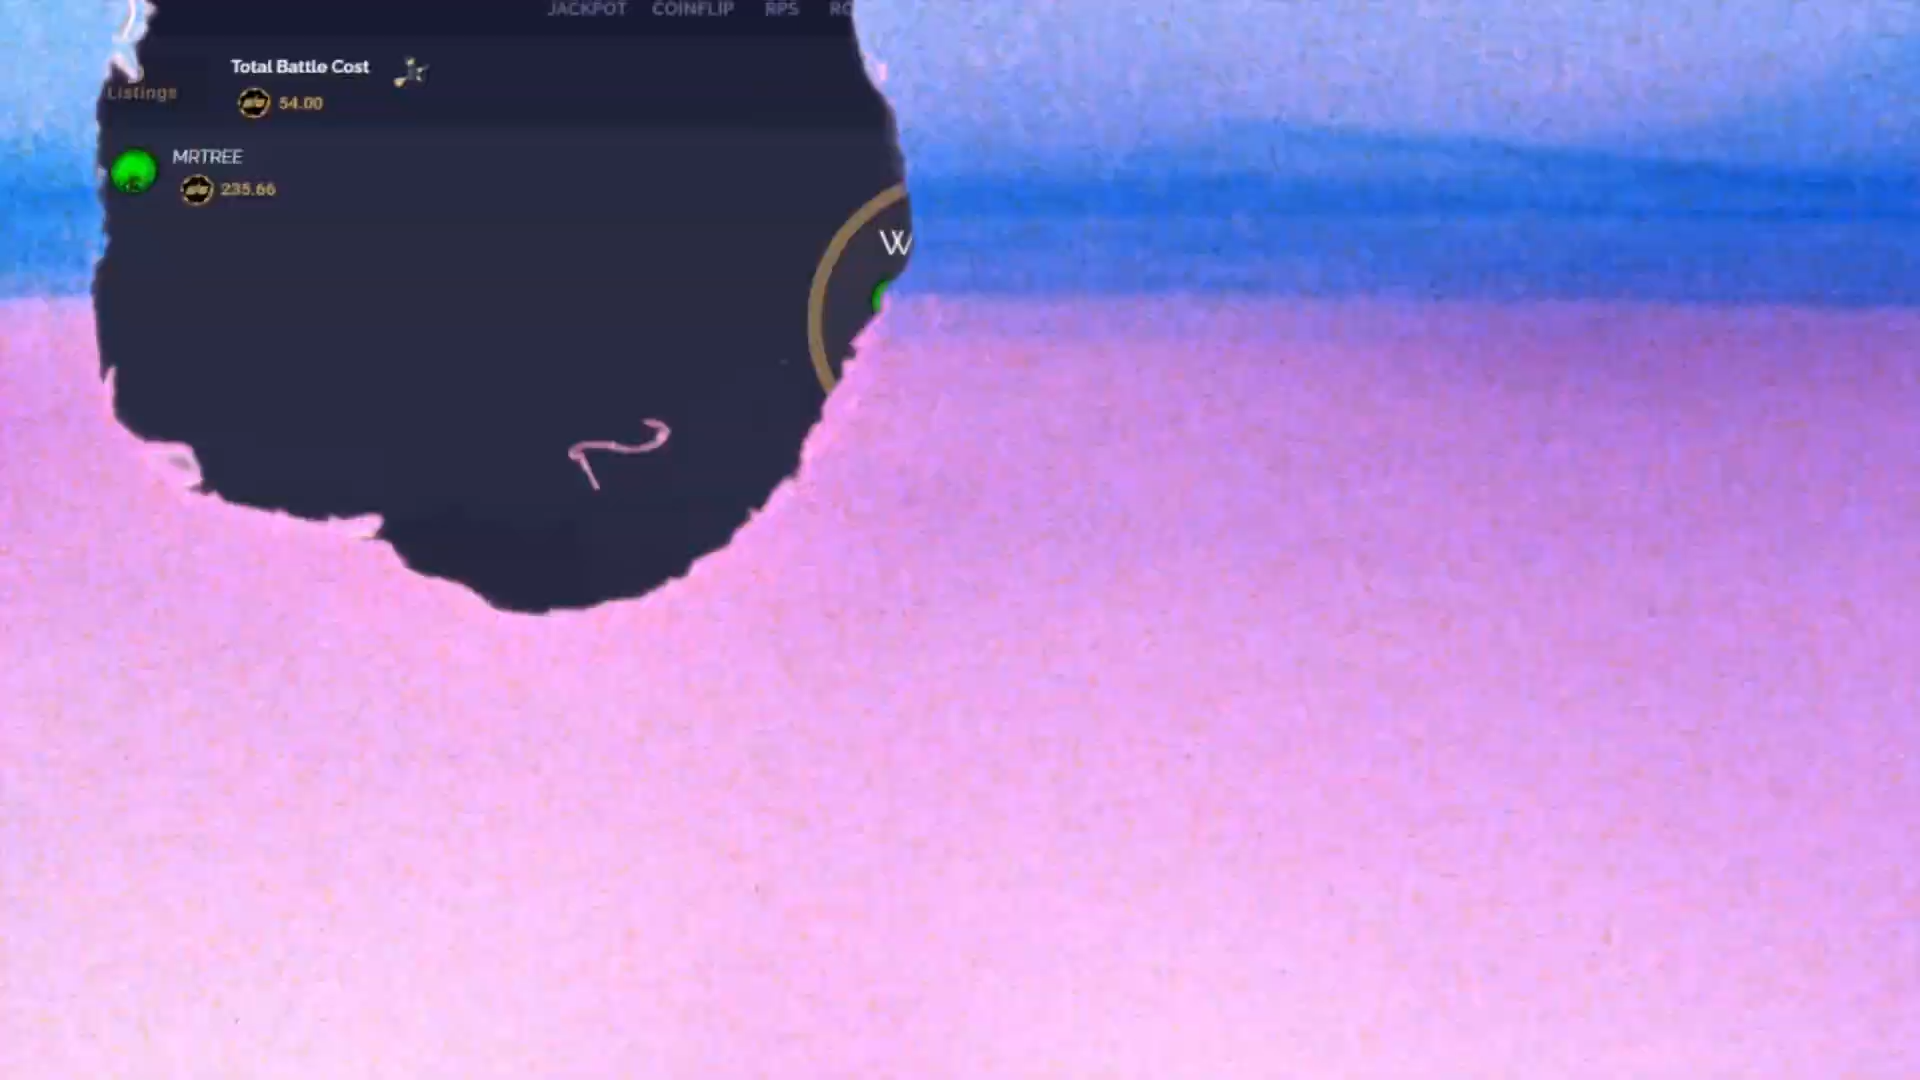 JACKPOT COINFLIP RPS
Total Battle Cost
Listings
54.00
MRTREE
235.66
W